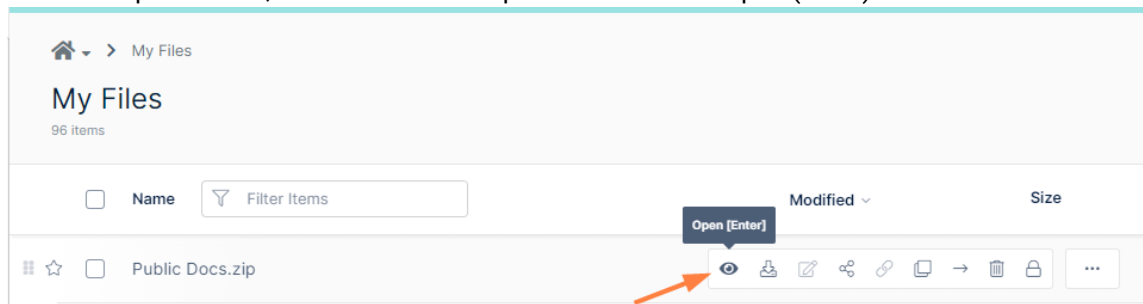 My Files
My Files
96 items
Name
Filter Items
Modified
Size
Open [Enter]
Public Docs.zip